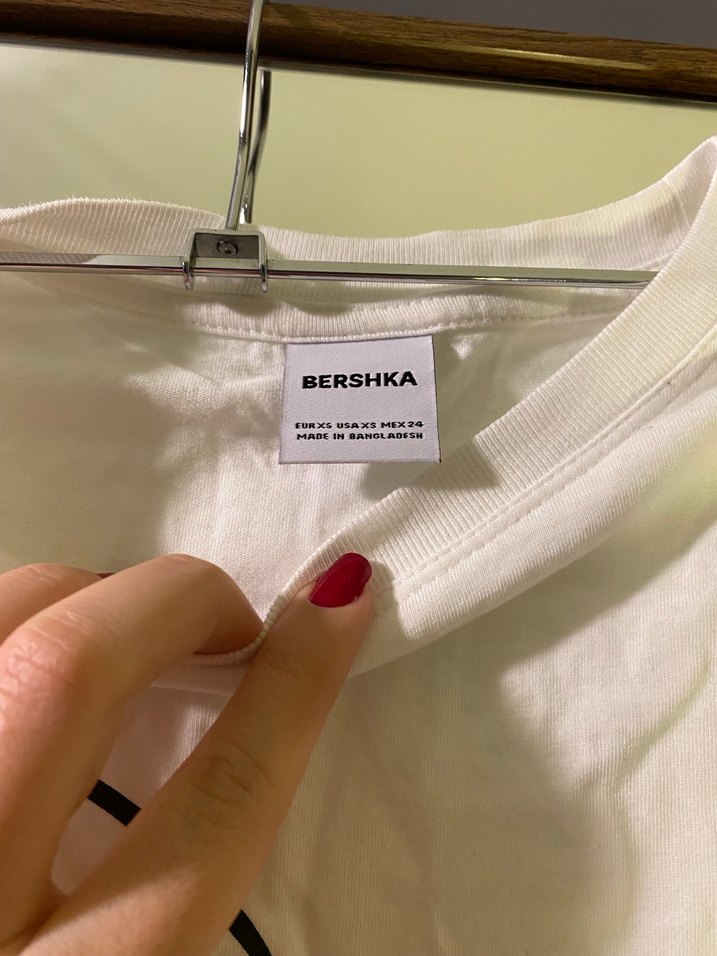 BERSHKA
EUR XS USA XS MEX 24
MADE IN BANGLADESH